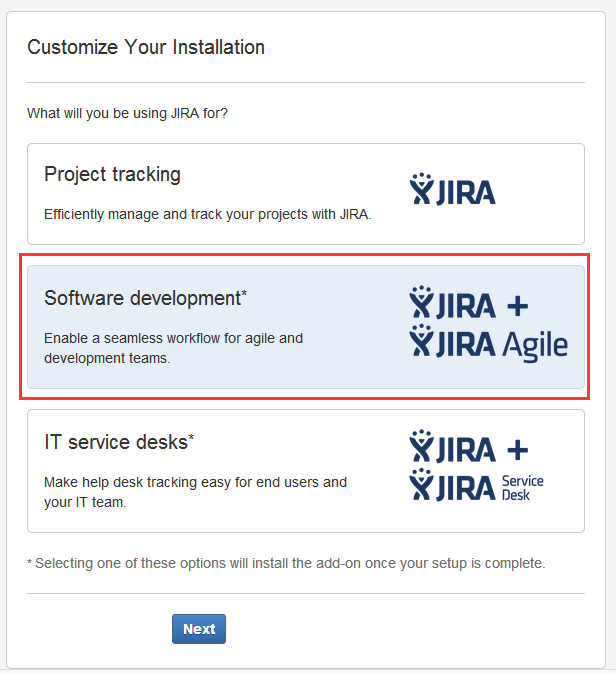 Customize Your Installation
What will you be using JIRA for?
Project tracking
Efficiently manage and track your projects with JIRA.
JIRA
Software development*
Enable a seamless workflow for agile and
development teams.
JIRA +
JIRA Agile
IT service desks*
Make help desk tracking easy for end users and
your IT team.
JIRA +
JIRA Service
Desk
* Selecting one of these options will install the add-on once your setup is complete.
Next